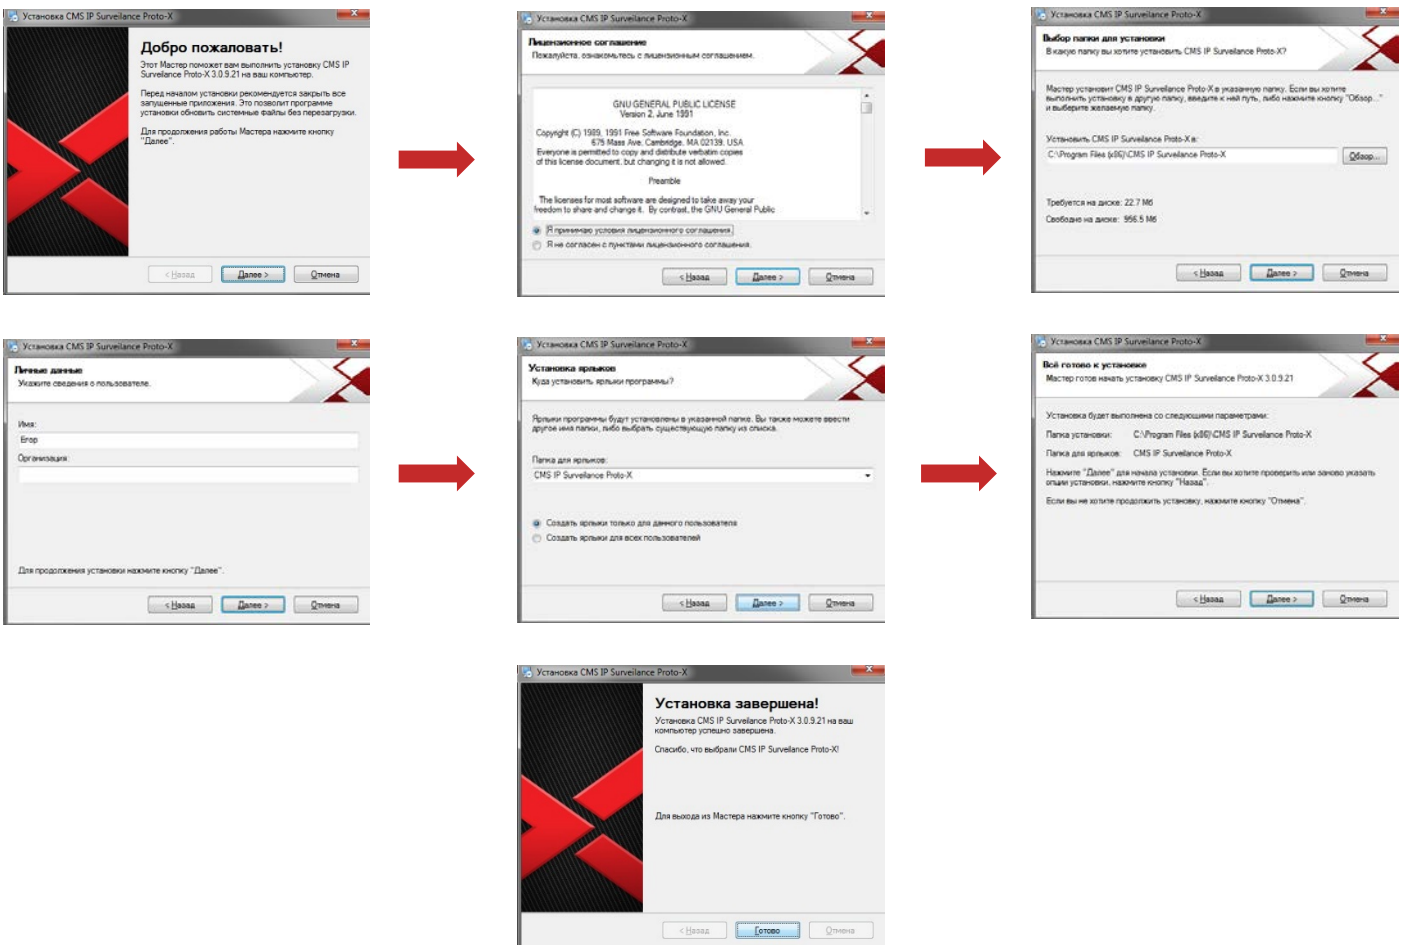 Установка CMS IP Surveilance Proto-X
Добро пожаловать!
Этот Мастер поможет вам выполнить установку CMS IP
Surveilance Proto-X 3.0.9.21 на ваш компьютер.
Перед началом установки рекомендуется закрыть все
запущенные приложения. Это позволит программе
установки обновить системные файлы без перезагрузки.
Для продолжения работы Мастера нажмите кнопку
"Далее".
< Назад
Далее >
Отмена
Установка CMS IP Surveilance Proto-X
Лицензионное соглашение
Пожалуйста, ознакомьтесь с лицензионным соглашением.
GNU GENERAL PUBLIC LICENSE
Version 2, June 1991
Copyright (C) 1989, 1991 Free Software Foundation, Inc.
675 Mass Ave, Cambridge, MA 02139, USA
Everyone is permitted to copy and distribute verbatim copies
of this license document, but changing it is not allowed.
Preamble
The licenses for most software are designed to take away your
freedom to share and change it. By contrast, the GNU General Public
Я принимаю условия лицензионного соглашения.
Я не согласен с пунктами лицензионного соглашения.
< Назад
Далее >
Отмена
Установка CMS IP Surveilance Proto-X
Выбор папки для установки
В какую папку вы хотите установить CMS IP Surveilance Proto-X?
Мастер установит CMS IP Surveilance Proto-X в указанную папку. Если вы хотите
выполнить установку в другую папку, введите к ней путь, либо нажмите кнопку "Обзор..."
и выберите желаемую папку.
Установить CMS IP Surveilance Proto-X в:
C:\Program Files (x86)\CMS IP Surveilance Proto-X
Обзор...
Требуется на диске: 22.7 Мб
Свободно на диске: 956.5 Мб
< Назад
Далее >
Отмена
Установка CMS IP Surveilance Proto-X
Личные данные
Укажите сведения о пользователе.
Имя:
Егор
Организация:
Для продолжения установки нажмите кнопку "Далее".
< Назад
Далее >
Отмена
Установка CMS IP Surveilance Proto-X
Установка ярлыков
Куда установить ярлыки программы?
Ярлыки программы будут установлены в указанной папке. Вы также можете ввести
другое имя папки, либо выбрать существующую папку из списка.
Папка для ярлыков:
CMS IP Surveilance Proto-X
Создать ярлыки только для данного пользователя
Создать ярлыки для всех пользователей
< Назад
Далее >
Отмена
Установка CMS IP Surveilance Proto-X
Всё готово к установке
Мастер готов начать установку CMS IP Surveilance Proto-X 3.0.9.21
Установка будет выполнена со следующими параметрами:
Папка установки: C:\Program Files (x86)\CMS IP Surveilance Proto-X
Папка для ярлыков: CMS IP Surveilance Proto-X
Нажмите "Далее" для начала установки. Если вы хотите проверить или заново указать
опции установки, нажмите кнопку "Назад".
Если вы не хотите продолжить установку, нажмите кнопку "Отмена".
< Назад
Далее >
Отмена
Установка CMS IP Surveilance Proto-X
Установка завершена!
Установка CMS IP Surveilance Proto-X 3.0.9.21 на ваш
компьютер успешно завершена.
Спасибо, что выбрали CMS IP Surveilance Proto-X!
Для выхода из Мастера нажмите кнопку "Готово".
< Назад
Готово
Отмена